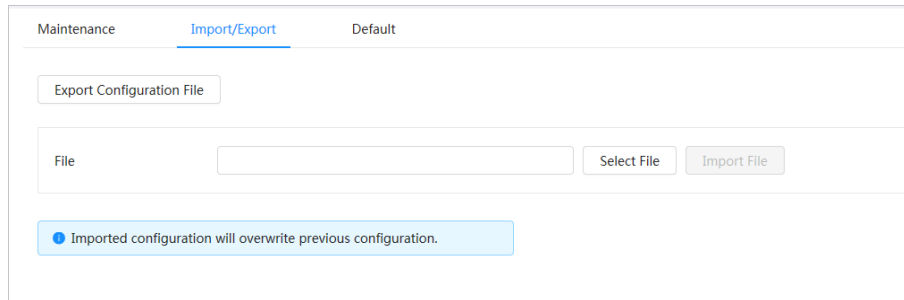 Maintenance Import/Export Default
Export Configuration File
File Select File Import File
Imported configuration will overwrite previous configuration.